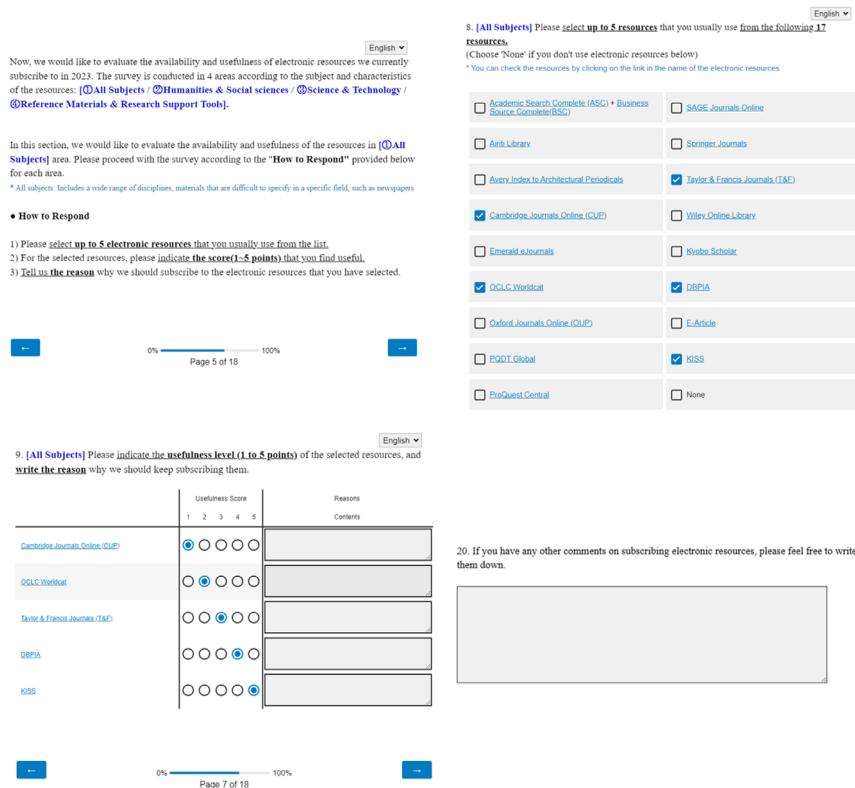 English
Now, we would like to evaluate the availability and usefulness of electronic resources we currently
subscribe to in 2023. The survey is conducted in 4 areas according to the subject and characteristics
of the resources: [①All Subjects / ②Humanities & Social sciences / ③Science & Technology /
④Reference Materials & Research Support Tools].
In this section, we would like to evaluate the availability and usefulness of the resources in [①All
Subjects] area. Please proceed with the survey according to the "How to Respond" provided below
for each area.
* All subjects: Includes a wide range of disciplines, materials that are difficult to specify in a specific field, such as newspapers
● How to Respond
1) Please select up to 5 electronic resources that you usually use from the list.
2) For the selected resources, please indicate the score(1~5 points) that you find useful.
3) Tell us the reason why we should subscribe to the electronic resources that you have selected.
←
0%
100%
→
Page 5 of 18
English
8. [All Subjects] Please select up to 5 resources that you usually use from the following 17
resources.
(Choose 'None' if you don't use electronic resources below)
* You can check the resources by clicking on the link in the name of the electronic resources
Academic Search Complete (ASC) + Business
Source Complete(BSC)
SAGE Journals Online
Airiti Library
Springer Journals
Avery Index to Architectural Periodicals
Taylor & Francis Journals (T&F)
Cambridge Journals Online (CUP)
Wiley Online Library
Emerald eJournals
Kyobo Scholar
OCLC Worldcat
DBPIA
Oxford Journals Online (OUP)
E-Article
PQDT Global
KISS
ProQuest Central
None
English
9. [All Subjects] Please indicate the usefulness level (1 to 5 points) of the selected resources, and
write the reason why we should keep subscribing them.
Usefulness Score
Reasons
1 2 3 4 5
Contents
Cambridge Journals Online (CUP)
OCLC Worldcat
Taylor & Francis Journals (T&F)
DBPIA
KISS
←
0%
100%
→
Page 7 of 18
20. If you have any other comments on subscribing electronic resources, please feel free to write
them down.